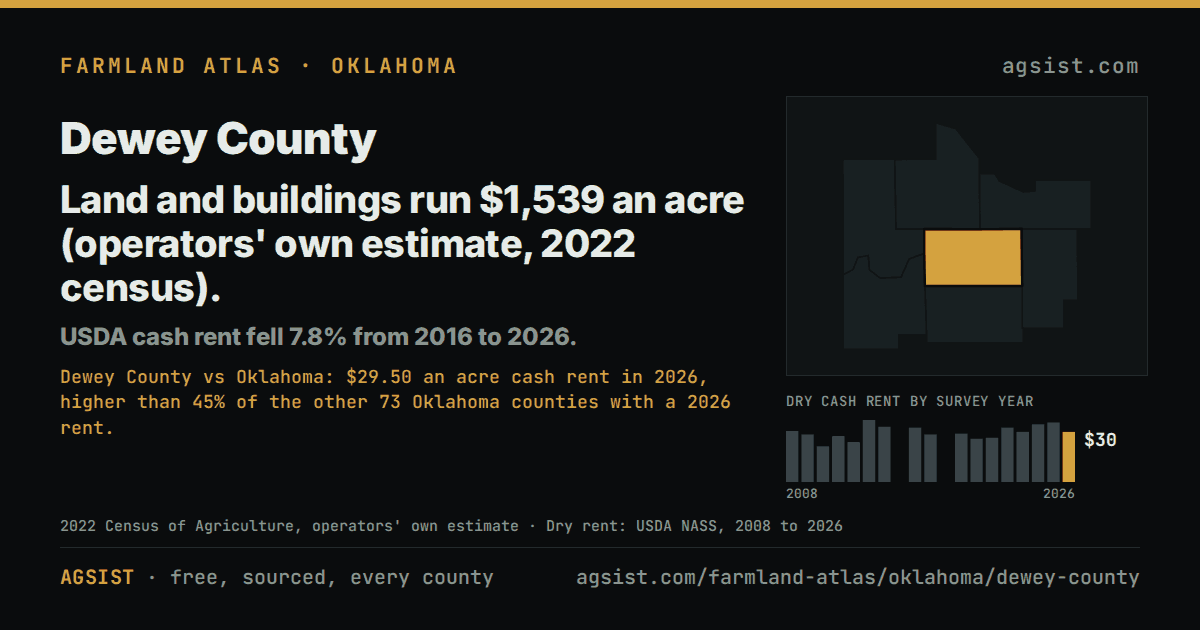 FARMLAND ATLAS · OKLAHOMA
agsist.com
Dewey County
Land and buildings run $1,539 an acre
(operators' own estimate, 2022
census).
USDA cash rent fell 7.8% from 2016 to 2026.
Dewey County vs Oklahoma: $29.50 an acre cash rent in 2026,
higher than 45% of the other 73 Oklahoma counties with a 2026
rent.
DRY CASH RENT BY SURVEY YEAR
$30
2008
2026
2022 Census of Agriculture, operators' own estimate · Dry rent: USDA NASS, 2008 to 2026
AGSIST · free, sourced, every county
agsist.com/farmland-atlas/oklahoma/dewey-county